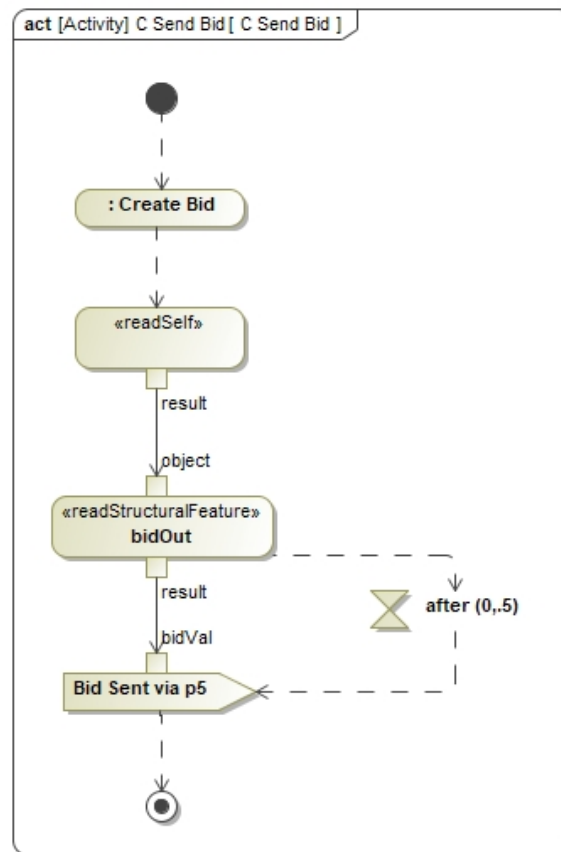 act [Activity] C Send Bid[ C Send Bid ]
: Create Bid
«readSelf»
result
object
«readStructuralFeature»
bidOut
result
after (0,.5)
bidVal
Bid Sent via p5